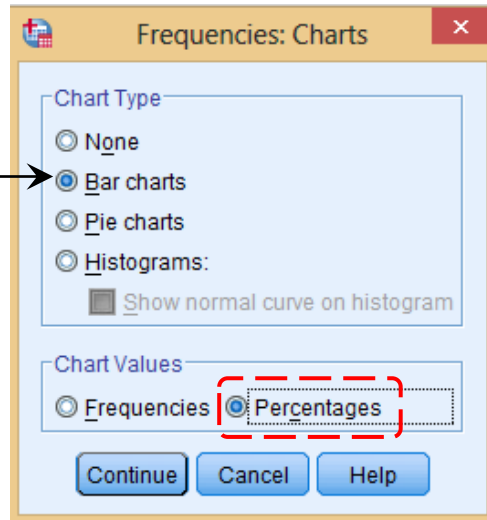 Frequencies: Charts
Chart Type
None
Bar charts
Pie charts
Histograms:
Show normal curve on histogram
Chart Values
Frequencies Percentages
Continue Cancel Help